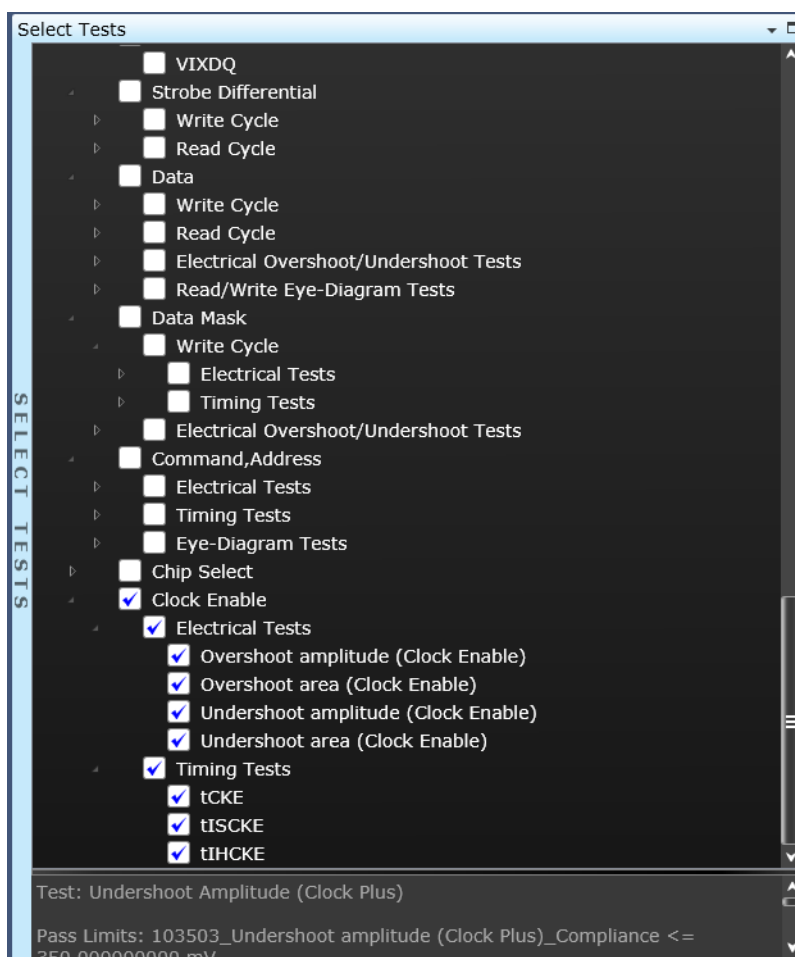 Select Tests
VIXDQ
Strobe Differential
Write Cycle
Read Cycle
Data
Write Cycle
Read Cycle
Electrical Overshoot/Undershoot Tests
Read/Write Eye-Diagram Tests
Data Mask
Write Cycle
Electrical Tests
Timing Tests
Electrical Overshoot/Undershoot Tests
Command,Address
Electrical Tests
Timing Tests
Eye-Diagram Tests
Chip Select
Clock Enable
Electrical Tests
Overshoot amplitude (Clock Enable)
Overshoot area (Clock Enable)
Undershoot amplitude (Clock Enable)
Undershoot area (Clock Enable)
Timing Tests
tCKE
tISCKE
tIHCKE
SELECT TESTS
Test: Undershoot Amplitude (Clock Plus)
Pass Limits: 103503_Undershoot amplitude (Clock Plus)_Compliance <=
350.000000000 mV